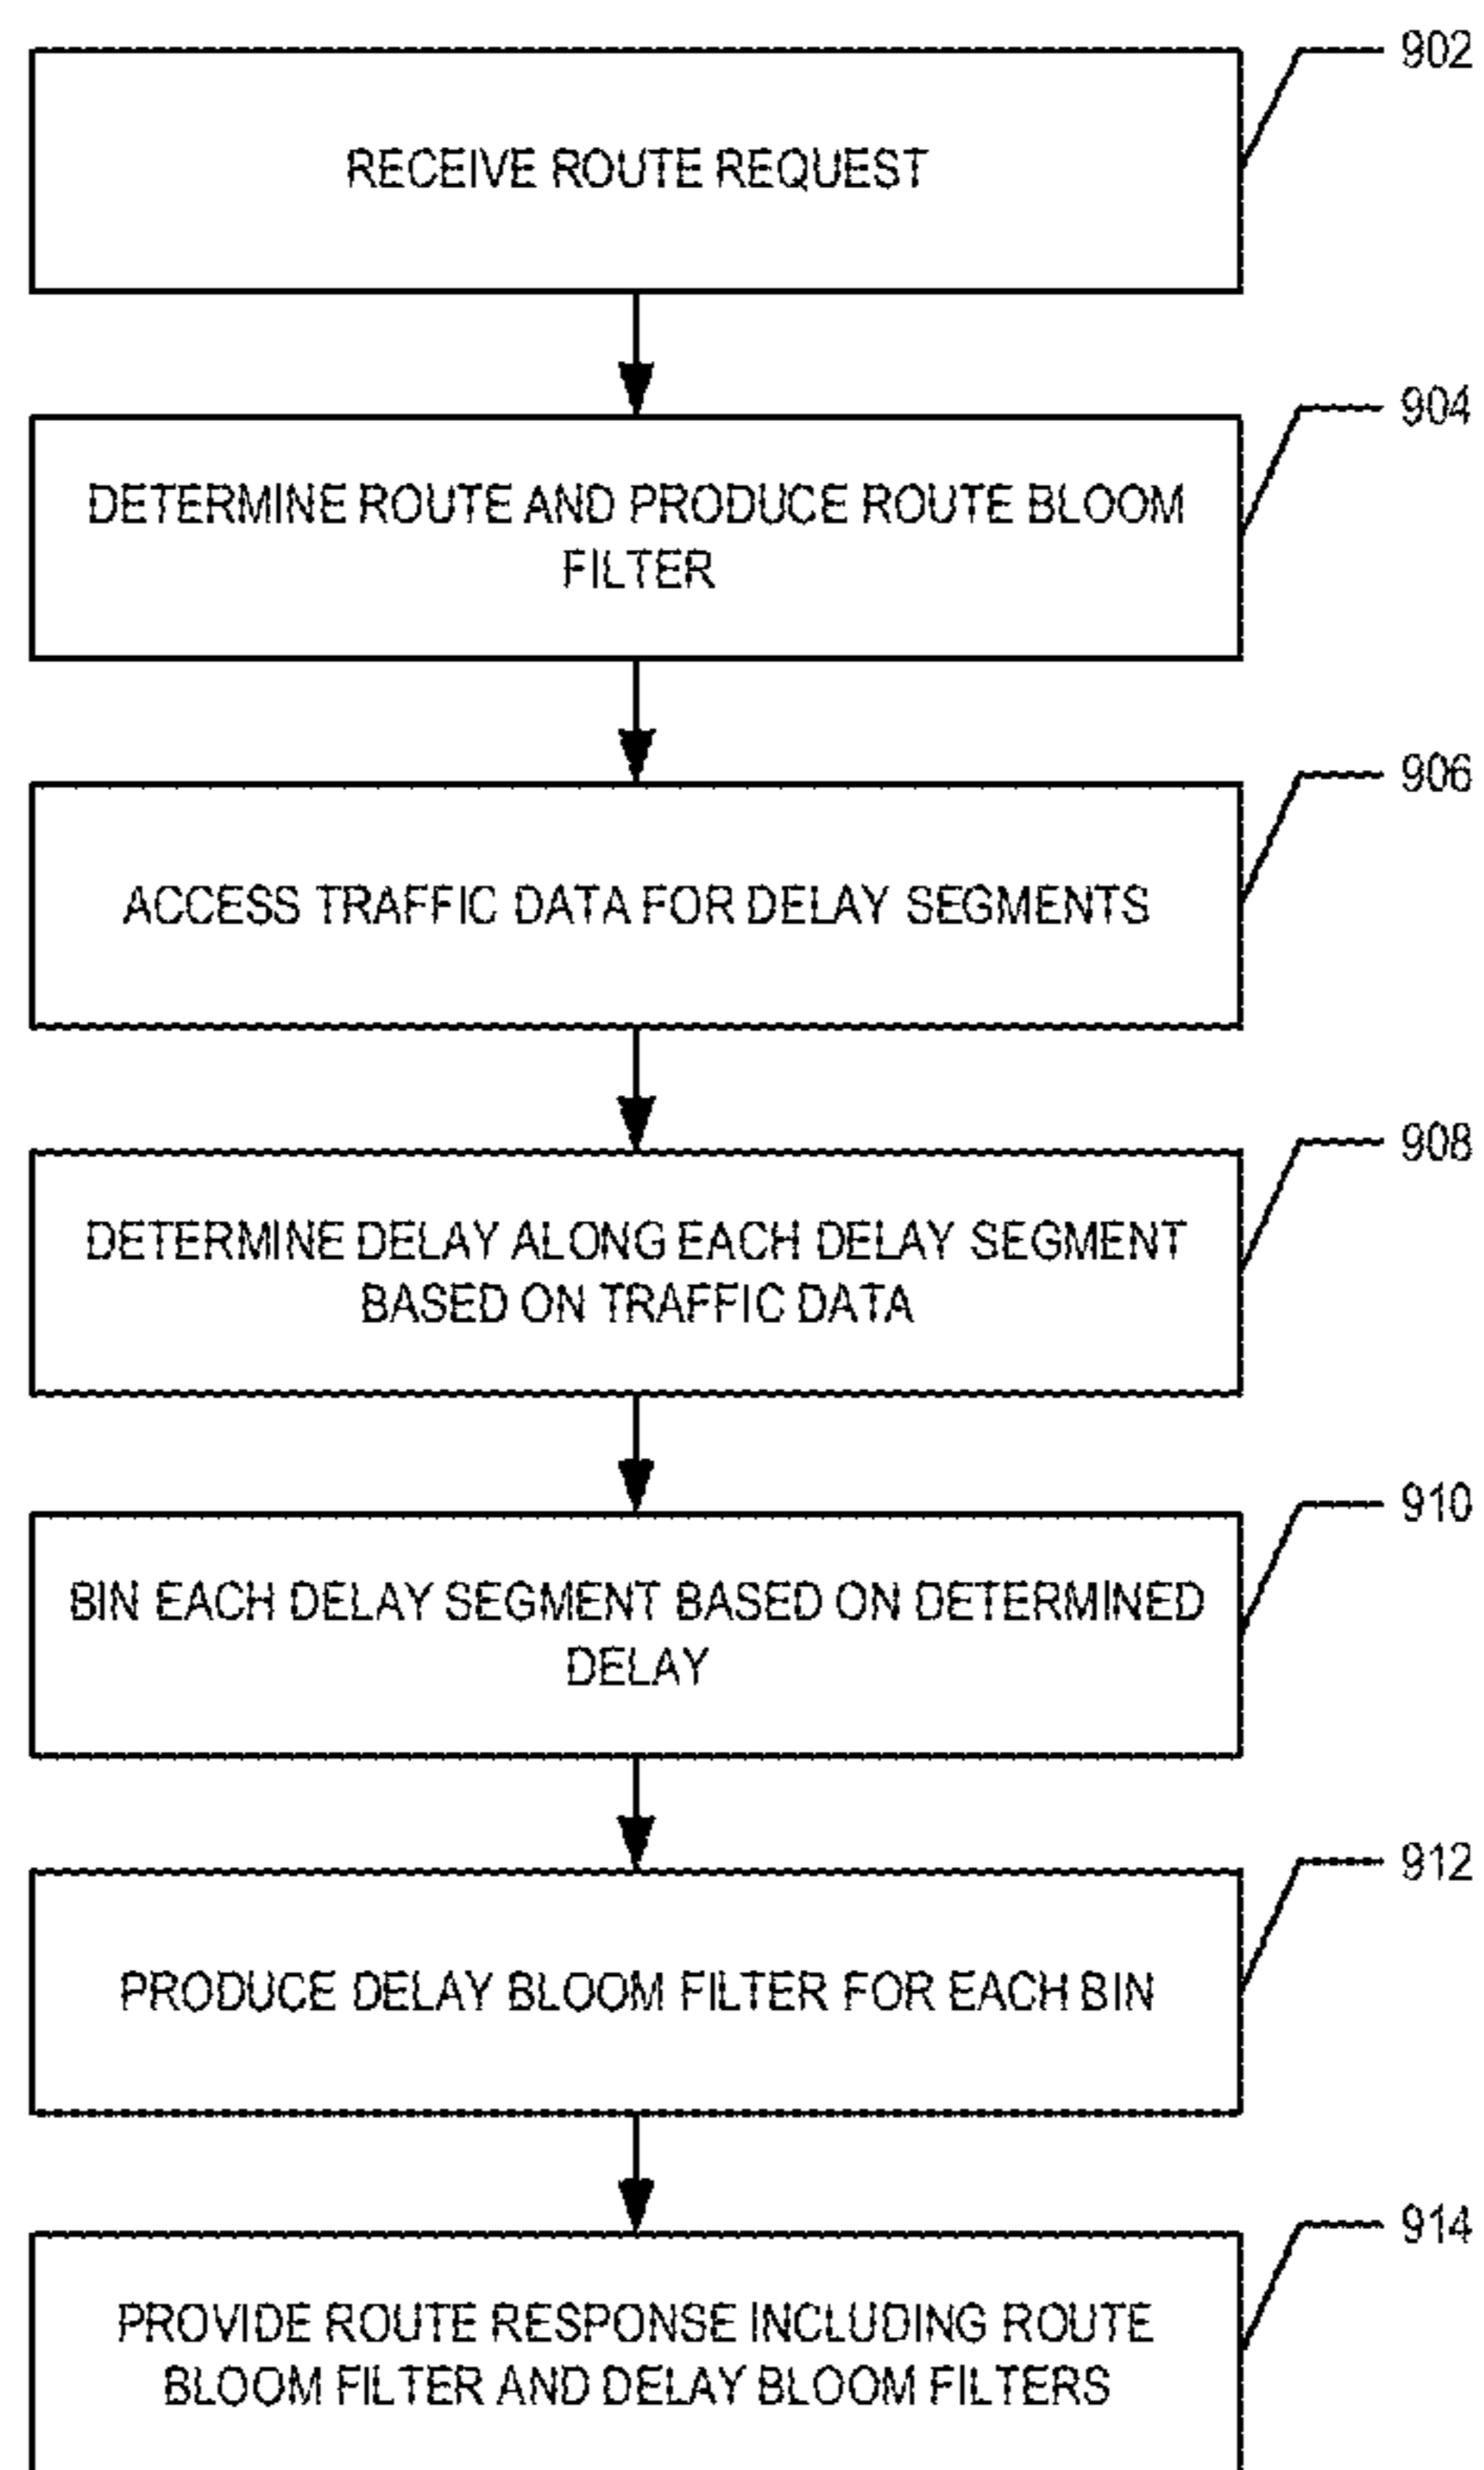 902
RECEIVE ROUTE REQUEST
904
DETERMINE ROUTE AND PRODUCE ROUTE BLOOM
FILTER
906
ACCESS TRAFFIC DATA FOR DELAY SEGMENTS
908
DETERMINE DELAY ALONG EACH DELAY SEGMENT
BASED ON TRAFFIC DATA
910
BIN EACH DELAY SEGMENT BASED ON DETERMINED
DELAY
912
PRODUCE DELAY BLOOM FILTER FOR EACH BIN
914
PROVIDE ROUTE RESPONSE INCLUDING ROUTE
BLOOM FILTER AND DELAY BLOOM FILTERS